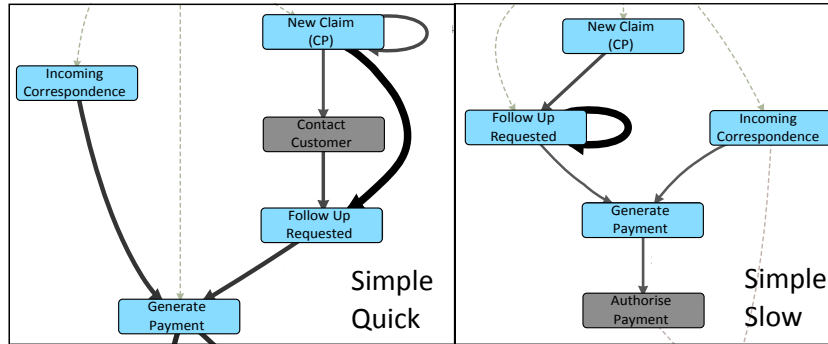 New Claim
(CP)
Incoming
Correspondence
Contact
Customer
Follow Up
Requested
Generate
Payment
Simple
Quick
New Claim
(CP)
Follow Up
Requested
Incoming
Correspondence
Generate
Payment
Authorise
Payment
Simple
Slow